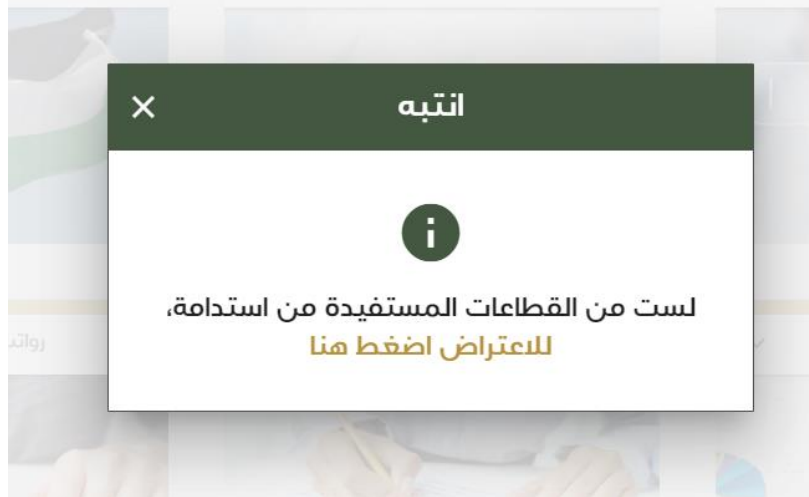 انتبه
لست من القطاعات المستفيدة من استدامة،
للاعتراض اضغط هنا